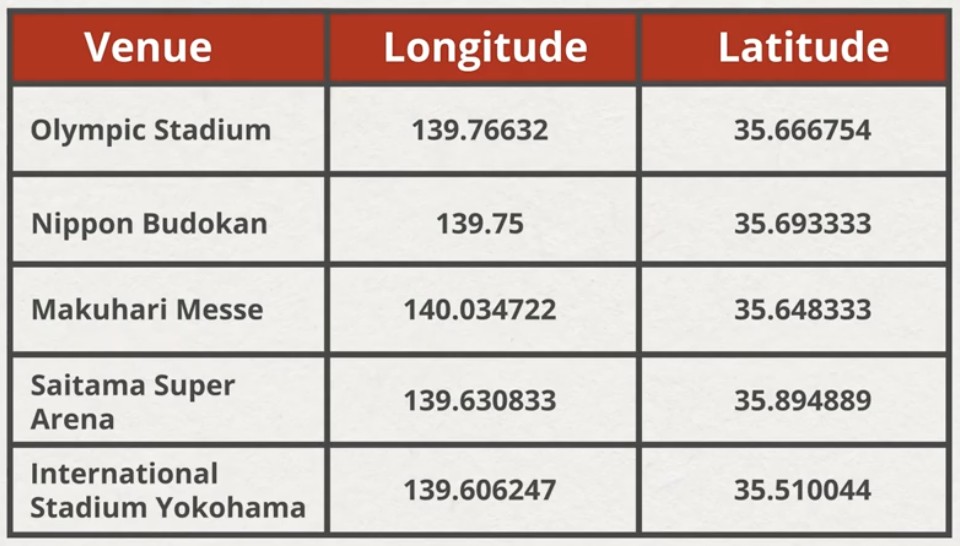 Venue Longitude Latitude
Olympic Stadium 139.76632 35.666754
Nippon Budokan 139.75 35.693333
Makuhari Messe 140.034722 35.648333
Saitama Super
Arena 139.630833 35.894889
International
Stadium Yokohama 139.606247 35.510044